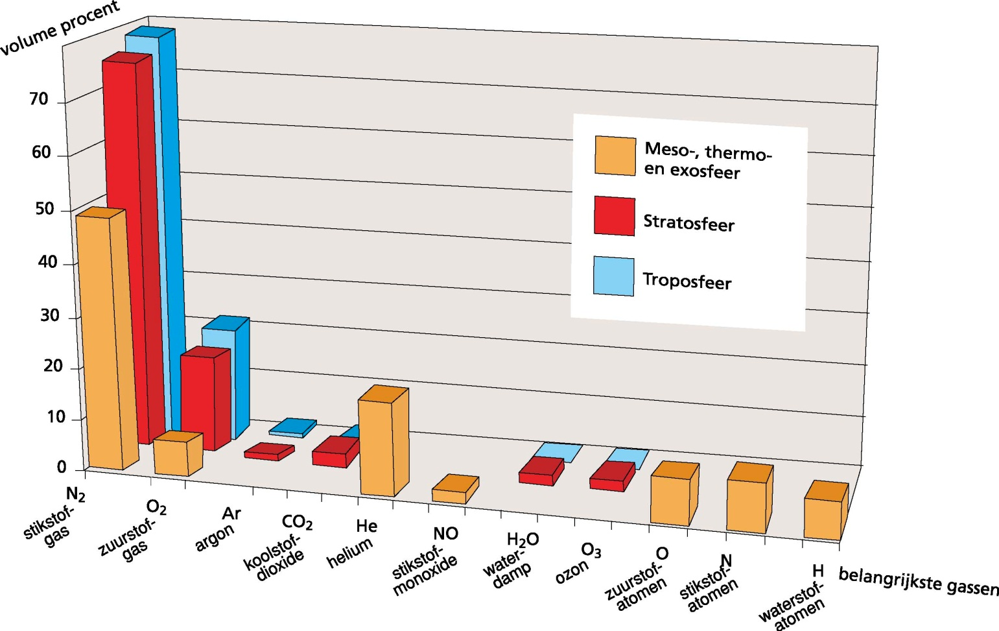 volume procent
70
60
50
40
30
20
10
0
Meso-, thermo-
en exosfeer
Stratosfeer
Troposfeer
N2
stikstof-
gas
O2
zuurstof-
gas
Ar
argon
CO2
koolstof-
dioxide
He
helium
NO
stikstof-
monoxide
H2O
water-
damp
O3
ozon
O
zuurstof-
atomen
N
stikstof-
atomen
H
waterstof-
atomen
belangrijkste gassen